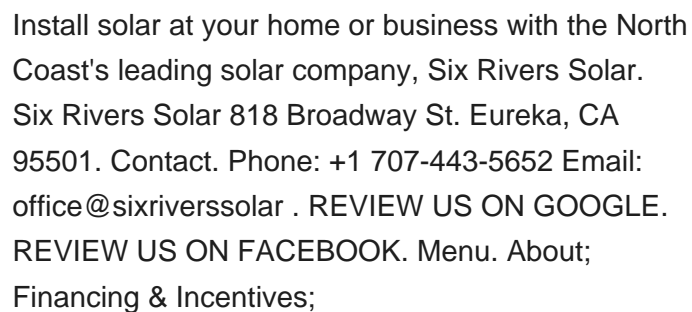 Install solar at your home or business with the North
Coast's leading solar company, Six Rivers Solar.
Six Rivers Solar 818 Broadway St. Eureka, CA
95501. Contact. Phone: +1 707-443-5652 Email:
office@sixriverssolar . REVIEW US ON GOOGLE.
REVIEW US ON FACEBOOK. Menu. About;
Financing & Incentives;